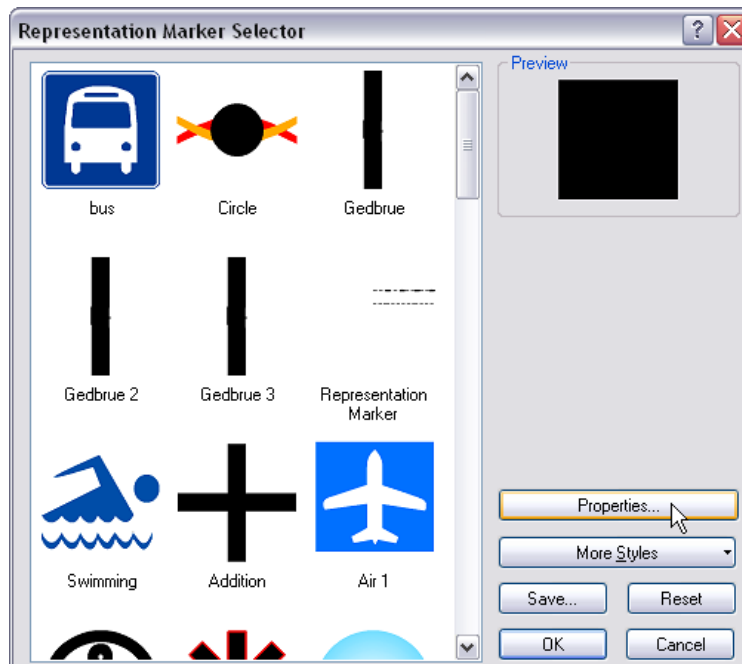 Representation Marker Selector
?
Preview
bus
Circle
Gedbrue
Gedbrue 2
Gedbrue 3
Representation
Marker
Swimming
Addition
Air 1
Properties...
More Styles
Save...
Reset
OK
Cancel